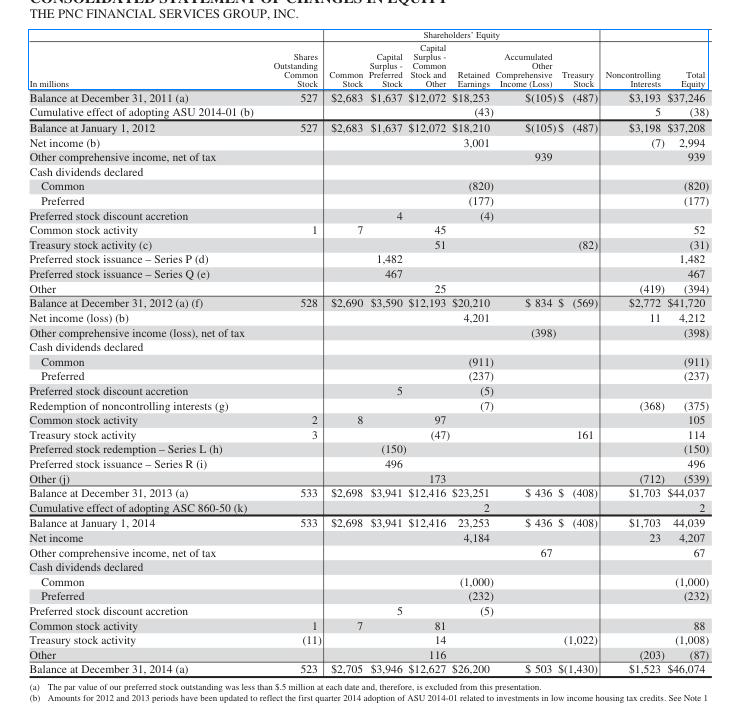 THE PNC FINANCIAL SERVICES GROUP, INC.
Shareholders' Equity
In millions Shares Outstanding Common Stock Common Stock Capital Surplus - Preferred Stock Capital Surplus - Common Stock and Other Retained Earnings Accumulated Other Comprehensive Income (Loss) Treasury Stock Noncontrolling Interests Total Equity
Balance at December 31, 2011 (a) 527 $2,683 $1,637 $12,072 $18,253 $(105) $ (487) $3,193 $37,246
Cumulative effect of adopting ASU 2014-01 (b) (43) 5 (38)
Balance at January 1, 2012 527 $2,683 $1,637 $12,072 $18,210 $(105) $ (487) $3,198 $37,208
Net income (b) 3,001 (7) 2,994
Other comprehensive income, net of tax 939 939
Cash dividends declared
Common (820) (820)
Preferred (177) (177)
Preferred stock discount accretion 4 (4)
Common stock activity 1 7 45 52
Treasury stock activity (c) 51 (82) (31)
Preferred stock issuance – Series P (d) 1,482 1,482
Preferred stock issuance – Series Q (e) 467 467
Other 25 (419) (394)
Balance at December 31, 2012 (a) (f) 528 $2,690 $3,590 $12,193 $20,210 $ 834 $ (569) $2,772 $41,720
Net income (loss) (b) 4,201 11 4,212
Other comprehensive income (loss), net of tax (398) (398)
Cash dividends declared
Common (911) (911)
Preferred (237) (237)
Preferred stock discount accretion 5 (5)
Redemption of noncontrolling interests (g) (7) (368) (375)
Common stock activity 2 8 97 105
Treasury stock activity 3 (47) 161 114
Preferred stock redemption – Series L (h) (150) (150)
Preferred stock issuance – Series R (i) 496 496
Other (j) 173 (712) (539)
Balance at December 31, 2013 (a) 533 $2,698 $3,941 $12,416 $23,251 $ 436 $ (408) $1,703 $44,037
Cumulative effect of adopting ASC 860-50 (k) 2 2
Balance at January 1, 2014 533 $2,698 $3,941 $12,416 23,253 $ 436 $ (408) $1,703 44,039
Net income 4,184 23 4,207
Other comprehensive income, net of tax 67 67
Cash dividends declared
Common (1,000) (1,000)
Preferred (232) (232)
Preferred stock discount accretion 5 (5)
Common stock activity 1 7 81 88
Treasury stock activity (11) 14 (1,022) (1,008)
Other 116 (203) (87)
Balance at December 31, 2014 (a) 523 $2,705 $3,946 $12,627 $26,200 $ 503 $(1,430) $1,523 $46,074
(a) The par value of our preferred stock outstanding was less than $.5 million at each date and, therefore, is excluded from this presentation.
(b) Amounts for 2012 and 2013 periods have been updated to reflect the first quarter 2014 adoption of ASU 2014-01 related to investments in low income housing tax credits. See Note 1